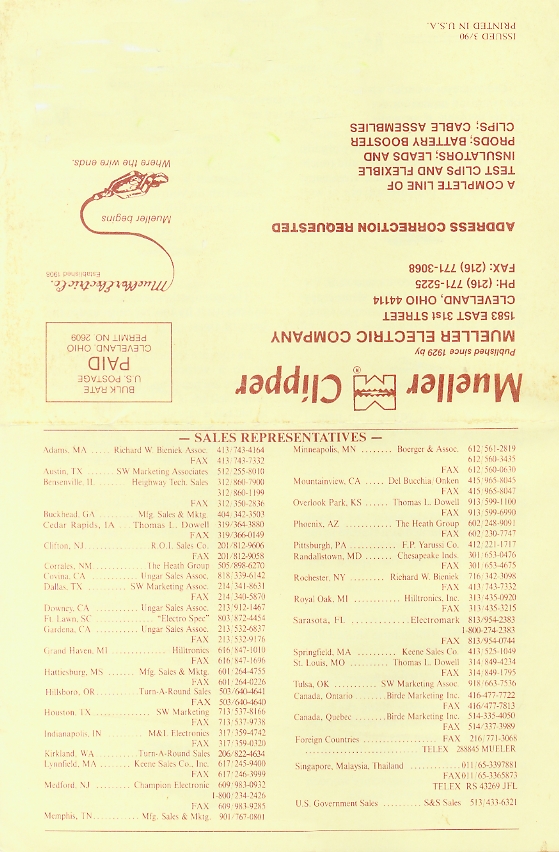 Mueller Clipper
®
Published since 1929 by
MUELLER ELECTRIC COMPANY
1583 EAST 31st STREET
CLEVELAND, OHIO 44114
PH: (216) 771-5225
FAX: (216) 771-3068
ADDRESS CORRECTION REQUESTED
A COMPLETE LINE OF
TEST CLIPS AND FLEXIBLE
INSULATORS; LEADS AND
PRODS; BATTERY BOOSTER
CLIPS; CABLE ASSEMBLIES
ISSUED 3/90
PRINTED IN U.S.A.
BULK RATE
U.S. POSTAGE
PAID
CLEVELAND, OHIO
PERMIT NO. 2609
Mueller Electric Co.
Established 1908
Mueller begins
Where the wire ends.
— SALES REPRESENTATIVES —
Adams, MA ...... Richard W. Bieniek Assoc. 413/743-4164
FAX 413/743-7332
Austin, TX ....... SW Marketing Associates 512/255-8010
Bensenville, IL ........ Heighway Tech. Sales 312/860-7900
312/860-1199
FAX 312/350-2836
Buckhead, GA ........... Mfg. Sales & Mktg. 404/342-3503
Cedar Rapids, IA ... Thomas L. Dowell 319/364-3880
FAX 319/366-0149
Clifton, NJ ................ R.O.I. Sales Co. 201/812-9606
FAX 201/812-9058
Corrales, NM ............. The Heath Group 505/898-6270
Covina, CA ............. Ungar Sales Assoc. 818/339-6142
Dallas, TX ................. SW Marketing Assoc. 214/341-8631
FAX 214/340-5870
Downey, CA ............. Ungar Sales Assoc. 213/912-1467
Ft. Lawn, SC ................. "Electro Spec" 803/872-4454
Gardena, CA ............. Ungar Sales Assoc. 213/532-6837
FAX 213/532-9176
Grand Haven, MI ................. Hilltronics 616/847-1010
FAX 616/847-1696
Hattiesburg, MS ....... Mfg. Sales & Mktg. 601/264-4755
FAX 601/264-0226
Hillsboro, OR ........... Turn-A-Round Sales 503/640-4641
FAX 503/640-4640
Houston, TX ..................... SW Marketing 713/537-8166
FAX 713/537-9738
Indianapolis, IN ............. M&L Electronics 317/359-4742
FAX 317/359-0320
Kirkland, WA ........... Turn-A-Round Sales 206/822-4634
Lynnfield, MA ....... Keene Sales Co., Inc. 617/245-9400
FAX 617/246-3999
Medford, NJ ........... Champion Electronic 609/983-0932
1-800/234-2426
FAX 609/983-9285
Memphis, TN ............. Mfg. Sales & Mktg. 901/767-0801
Minneapolis, MN ........ Boerger & Assoc. 612/561-2819
612/560-3435
FAX 612/560-0630
Mountainview, CA ..... Del Bucchia/Onken 415/965-8045
FAX 415/965-8047
Overlook Park, KS ....... Thomas L. Dowell 913/599-1100
FAX 913/599-6990
Phoenix, AZ ............. The Heath Group 602/248-9091
FAX 602/230-7747
Pittsburgh, PA ............. E.P. Yarussi Co. 412/221-1717
Randallstown, MD ....... Chesapeake Inds. 301/653-0476
FAX 301/653-4675
Rochester, NY ........... Richard W. Bieniek 716/342-3098
FAX 413/743-7332
Royal Oak, MI ............. Hilltronics, Inc. 313/435-0920
FAX 313/435-3215
Sarasota, FL ................. Electromark 813/954-2383
1-800-274-2383
FAX 813/954-0744
Springfield, MA ............. Keene Sales Co. 413/525-1049
St. Louis, MO ........... Thomas L. Dowell 314/849-4234
FAX 314/849-1795
Tulsa, OK ............. SW Marketing Assoc. 918/663-7536
Canada, Ontario ....... Birde Marketing Inc. 416/477-7722
FAX 416/477-7813
Canada, Quebec ....... Birde Marketing Inc. 514/335-4050
FAX 514/337-3989
Foreign Countries ................. FAX 216/771-3068
................................. TELEX 288845 MUELER
Singapore, Malaysia, Thailand ............. 011/65-3397881
FAX 011/65-3365873
TELEX RS 43269 JFL
U.S. Government Sales ......... S&S Sales 513/433-6321